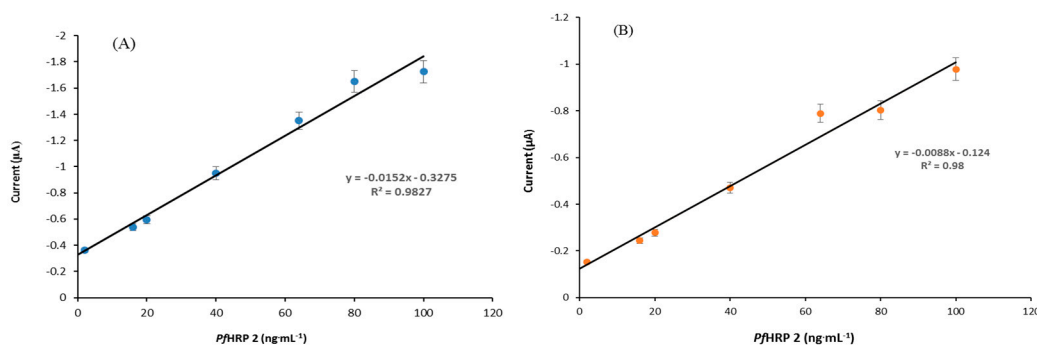 (A)
-2
-1.8
-1.6
-1.4
-1.2
-1
-0.8
-0.6
-0.4
-0.2
0
Current (µA)
y = -0.0152x - 0.3275
R² = 0.9827
0 20 40 60 80 100 120
PfHRP 2 (ng·mL⁻¹)
(B)
-1.2
-1
-0.8
-0.6
-0.4
-0.2
0
Current (µA)
y = -0.0088x - 0.124
R² = 0.98
0 20 40 60 80 100 120
PfHRP 2 (ng·mL⁻¹)